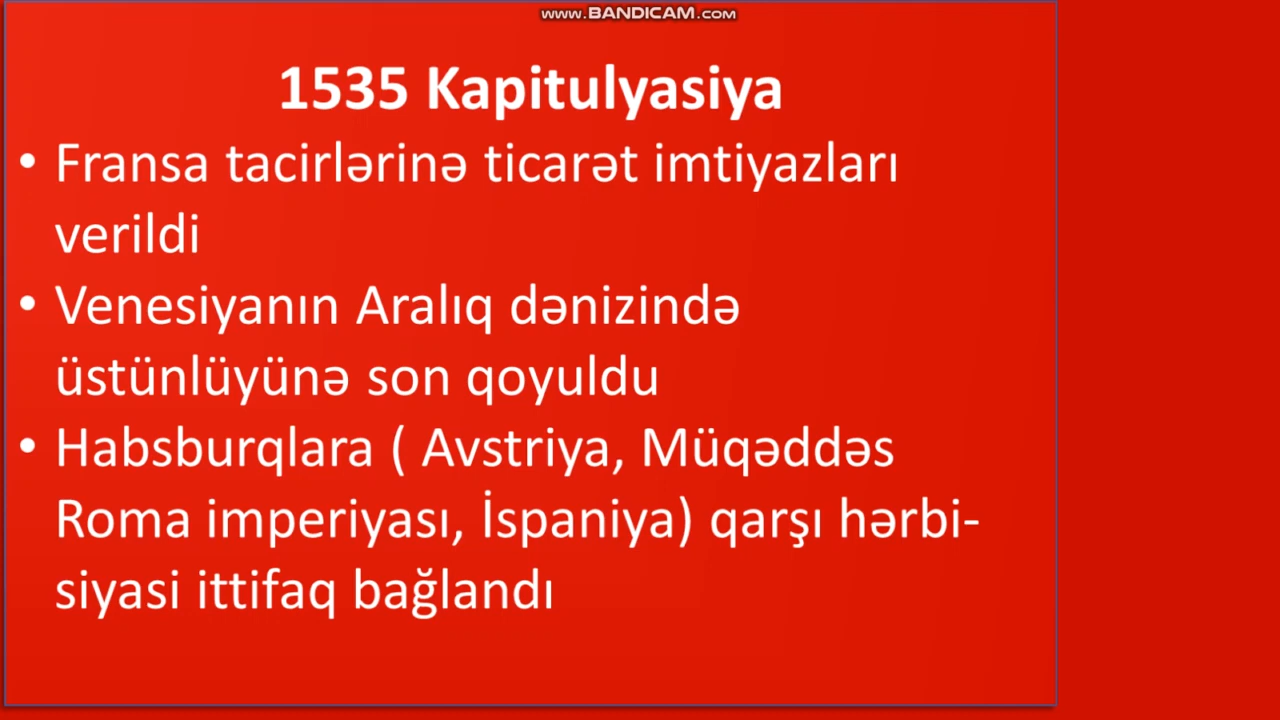 www.BANDICAM.com
1535 Kapitulyasiya
• Fransa tacirlərinə ticarət imtiyazları
verildi
• Venesiyanın Aralıq dənizində
üstünlüyünə son qoyuldu
• Habsburqlara ( Avstriya, Müqəddəs
Roma imperiyası, İspaniya) qarşı hərbi-
siyasi ittifaq bağlandı